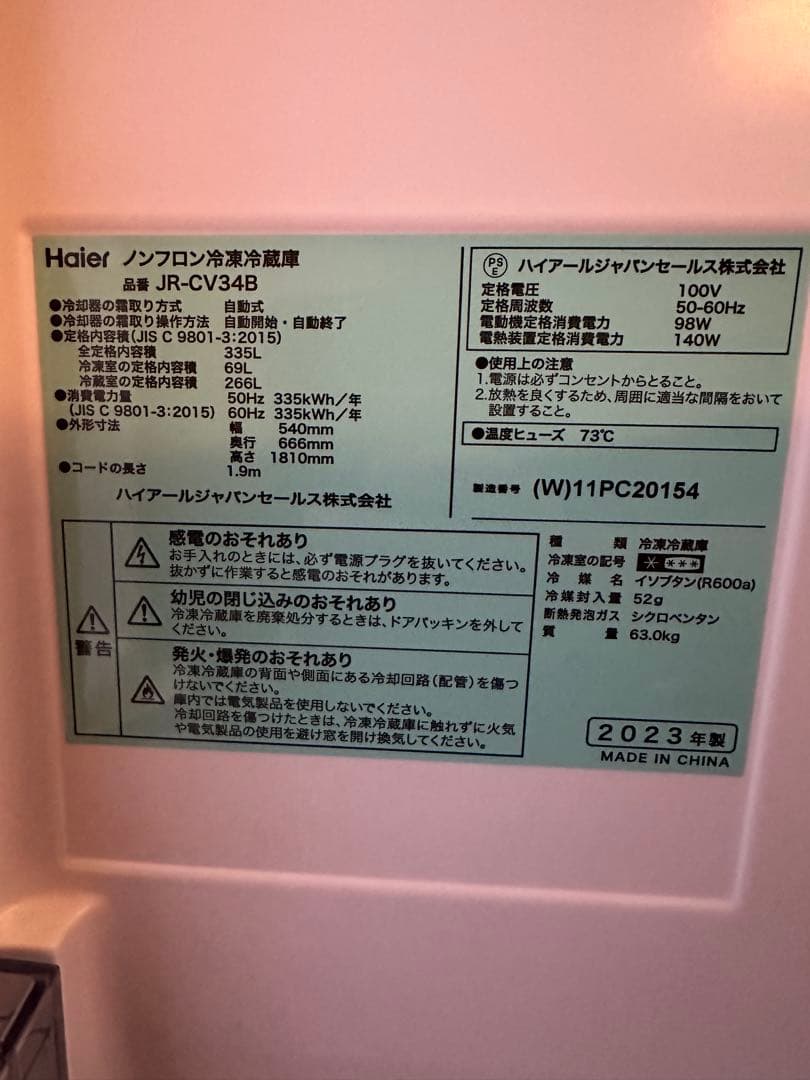 Haier ノンフロン冷凍冷蔵庫
品番 JR-CV34B
●冷却器の霜取り方式 自動式
●冷却器の霜取り操作方法 自動開始・自動終了
●定格内容積(JIS C 9801-3:2015)
全定格内容積 335L
冷凍室の定格内容積 69L
冷蔵室の定格内容積 266L
●消費電力量 50Hz 335kWh/年
(JIS C 9801-3:2015) 60Hz 335kWh/年
●外形寸法 幅 540mm
奥行 666mm
高さ 1810mm
●コードの長さ 1.9m
ハイアールジャパンセールス株式会社
PSE ハイアールジャパンセールス株式会社
定格電圧 100V
定格周波数 50-60Hz
電動機定格消費電力 98W
電熱装置定格消費電力 140W
●使用上の注意
1.電源は必ずコンセントからとること。
2.放熱を良くするため、周囲に適当な間隔をおいて
設置すること。
●温度ヒューズ 73℃
製造番号 (W)11PC20154
警告
感電のおそれあり
お手入れのときには、必ず電源プラグを抜いてください。
抜かずに作業すると感電のおそれがあります。
幼児の閉じ込めのおそれあり
冷凍冷蔵庫を廃棄処分するときは、ドアパッキンを外して
ください。
発火・爆発のおそれあり
冷凍冷蔵庫の背面や側面にある冷却回路(配管)を傷つ
けないでください。
庫内では電気製品を使用しないでください。
冷却回路を傷つけたときは、冷凍冷蔵庫に触れずに火気
や電気製品の使用を避け窓を開け換気してください。
種類 冷凍冷蔵庫
冷凍室の記号 * ***
冷媒名 イソブタン(R600a)
冷媒封入量 52g
断熱発泡ガス シクロペンタン
質量 63.0kg
2023年製
MADE IN CHINA